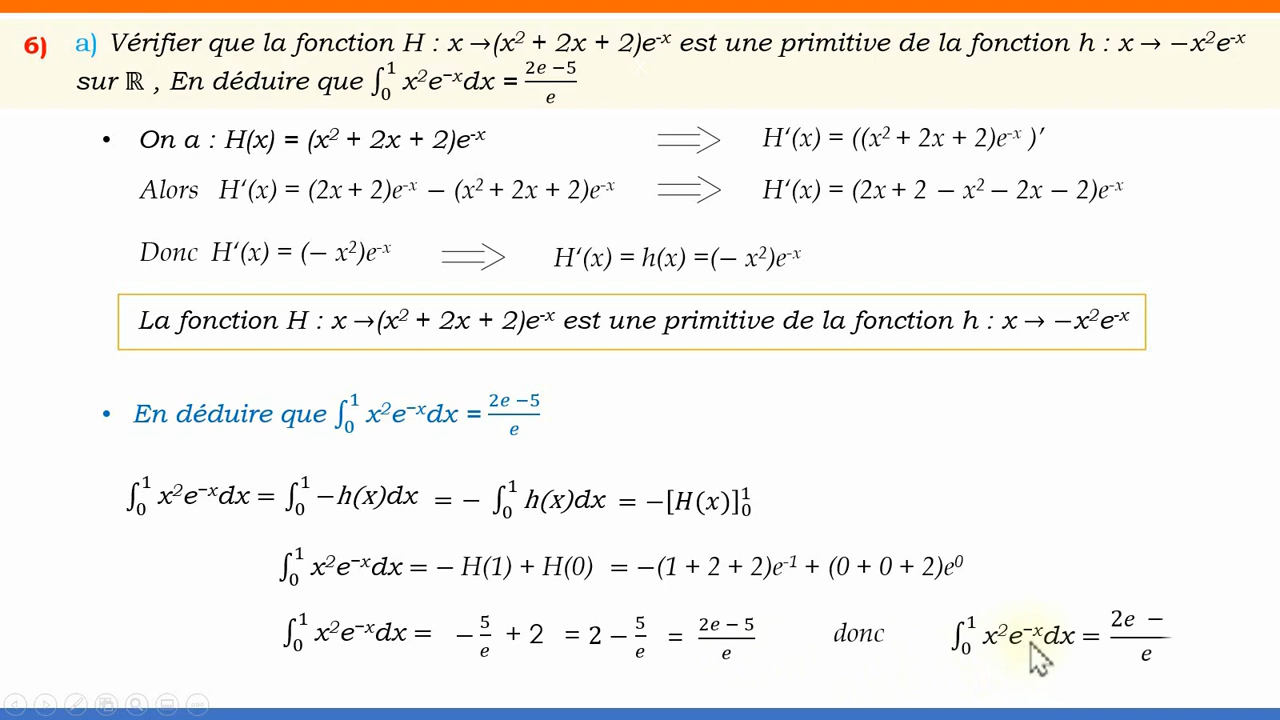 6) a) Vérifier que la fonction H : x →(x² + 2x + 2)e⁻ˣ est une primitive de la fonction h : x → −x²e⁻ˣ
sur ℝ , En déduire que ∫₀¹ x²e⁻ˣdx = (2e −5)/e
• On a : H(x) = (x² + 2x + 2)e⁻ˣ ⟹ H‘(x) = ((x² + 2x + 2)e⁻ˣ )’
Alors H‘(x) = (2x + 2)e⁻ˣ − (x² + 2x + 2)e⁻ˣ ⟹ H‘(x) = (2x + 2 − x² − 2x − 2)e⁻ˣ
Donc H‘(x) = (− x²)e⁻ˣ ⟹ H‘(x) = h(x) =(− x²)e⁻ˣ
La fonction H : x →(x² + 2x + 2)e⁻ˣ est une primitive de la fonction h : x → −x²e⁻ˣ
• En déduire que ∫₀¹ x²e⁻ˣdx = (2e −5)/e
∫₀¹ x²e⁻ˣdx = ∫₀¹ −h(x)dx = − ∫₀¹ h(x)dx = −[H(x)]₀¹
∫₀¹ x²e⁻ˣdx = − H(1) + H(0) = −(1 + 2 + 2)e⁻¹ + (0 + 0 + 2)e⁰
∫₀¹ x²e⁻ˣdx = −5/e + 2 = 2 − 5/e = (2e − 5)/e donc ∫₀¹ x²e⁻ˣdx = (2e −)/e